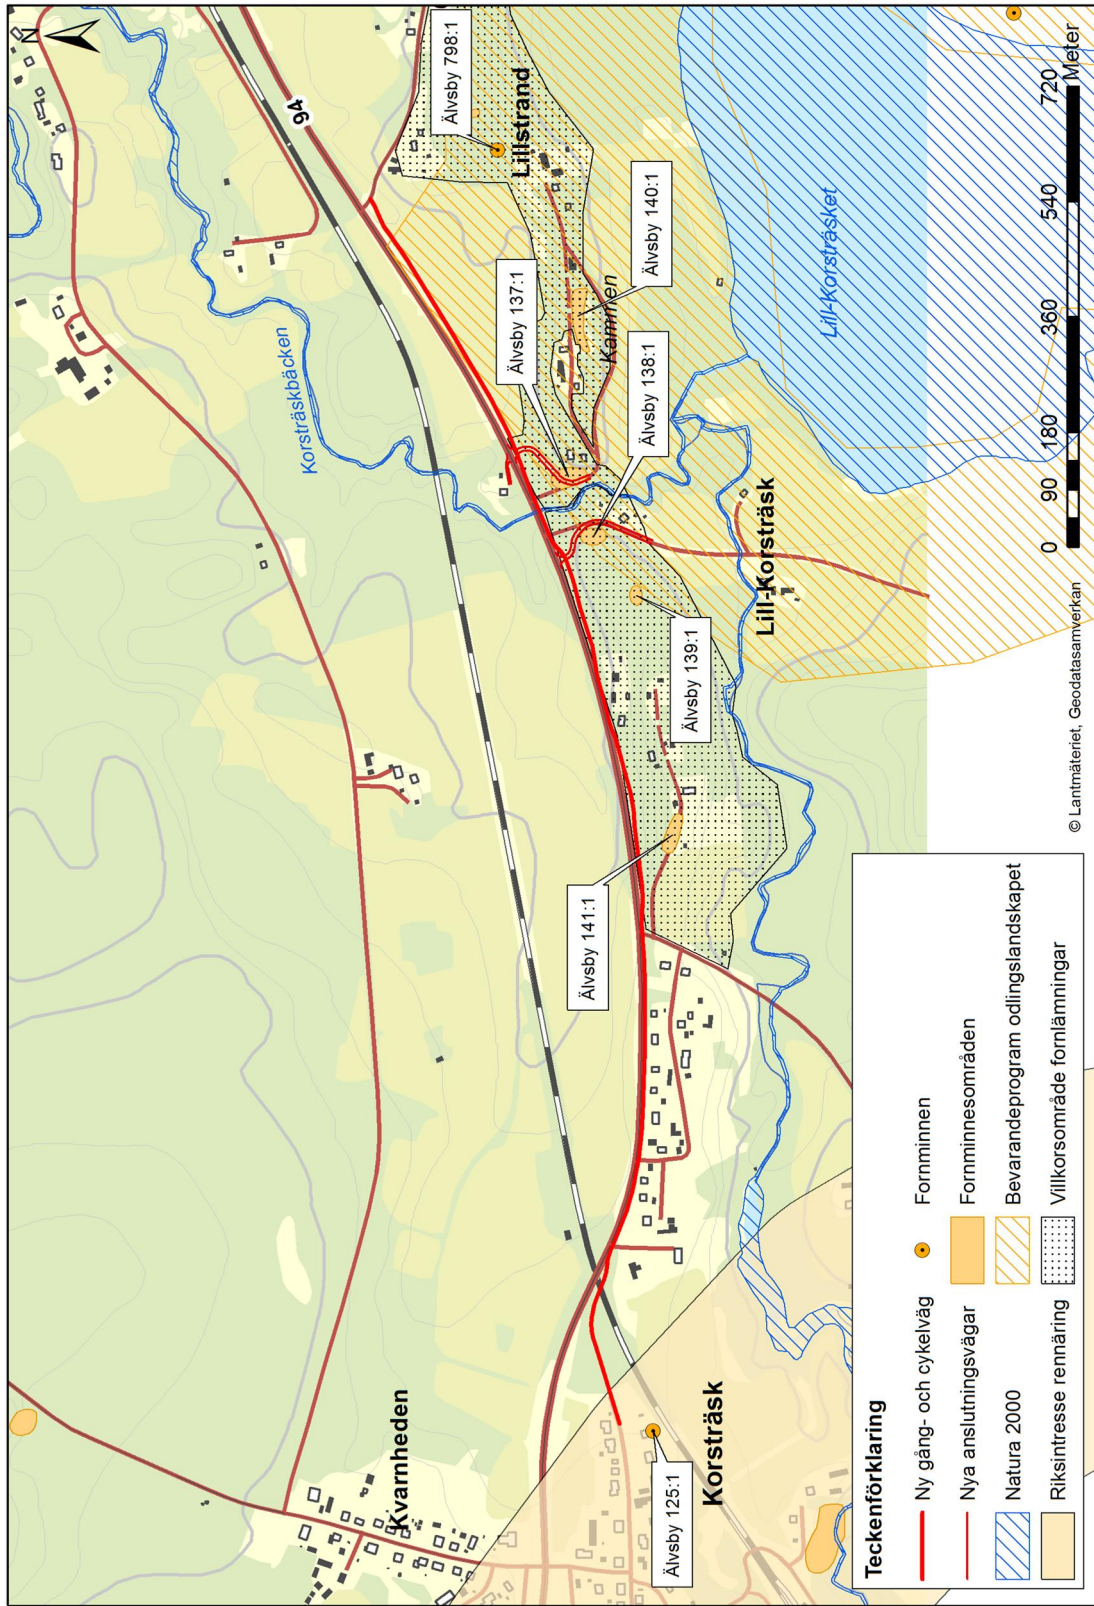 N
94
Älvsby 798:1
Lillstrand
Älvsby 137:1
Älvsby 140:1
Kammen
Älvsby 138:1
Korsträskbäcken
Lill-Korsträsket
Lill-Korsträsk
Älvsby 139:1
Älvsby 141:1
Kvarnheden
Korsträsk
Älvsby 125:1
Teckenförklaring
Ny gång- och cykelväg
Nya anslutningsvägar
Natura 2000
Riksintresse rennäring
Fornminnen
Fornminnesområden
Bevarandeprogram odlingslandskapet
Villkorsområde fornlämningar
© Lantmäteriet, Geodatasamverkan
0 90 180 360 540 720
Meter